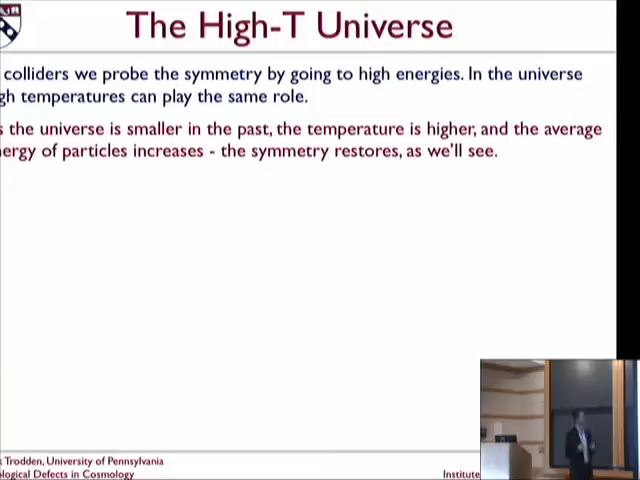 The High-T Universe
colliders we probe the symmetry by going to high energies. In the universe
gh temperatures can play the same role.
s the universe is smaller in the past, the temperature is higher, and the average
ergy of particles increases - the symmetry restores, as we'll see.
k Trodden, University of Pennsylvania
ological Defects in Cosmology
Institute